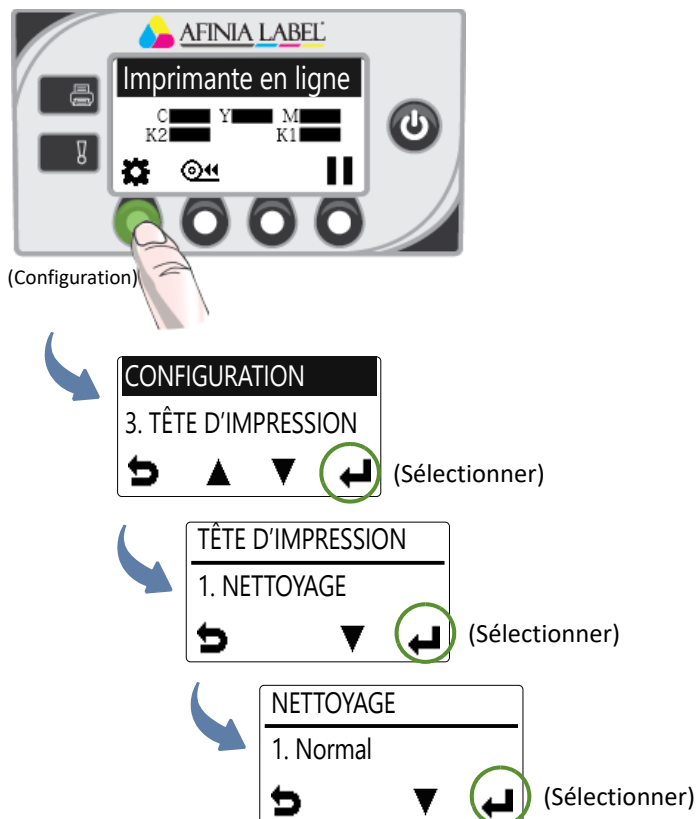 AFINIA LABEL
Imprimante en ligne
C Y M
K2 K1
(Configuration)
CONFIGURATION
3. TÊTE D'IMPRESSION
(Sélectionner)
TÊTE D'IMPRESSION
1. NETTOYAGE
(Sélectionner)
NETTOYAGE
1. Normal
(Sélectionner)